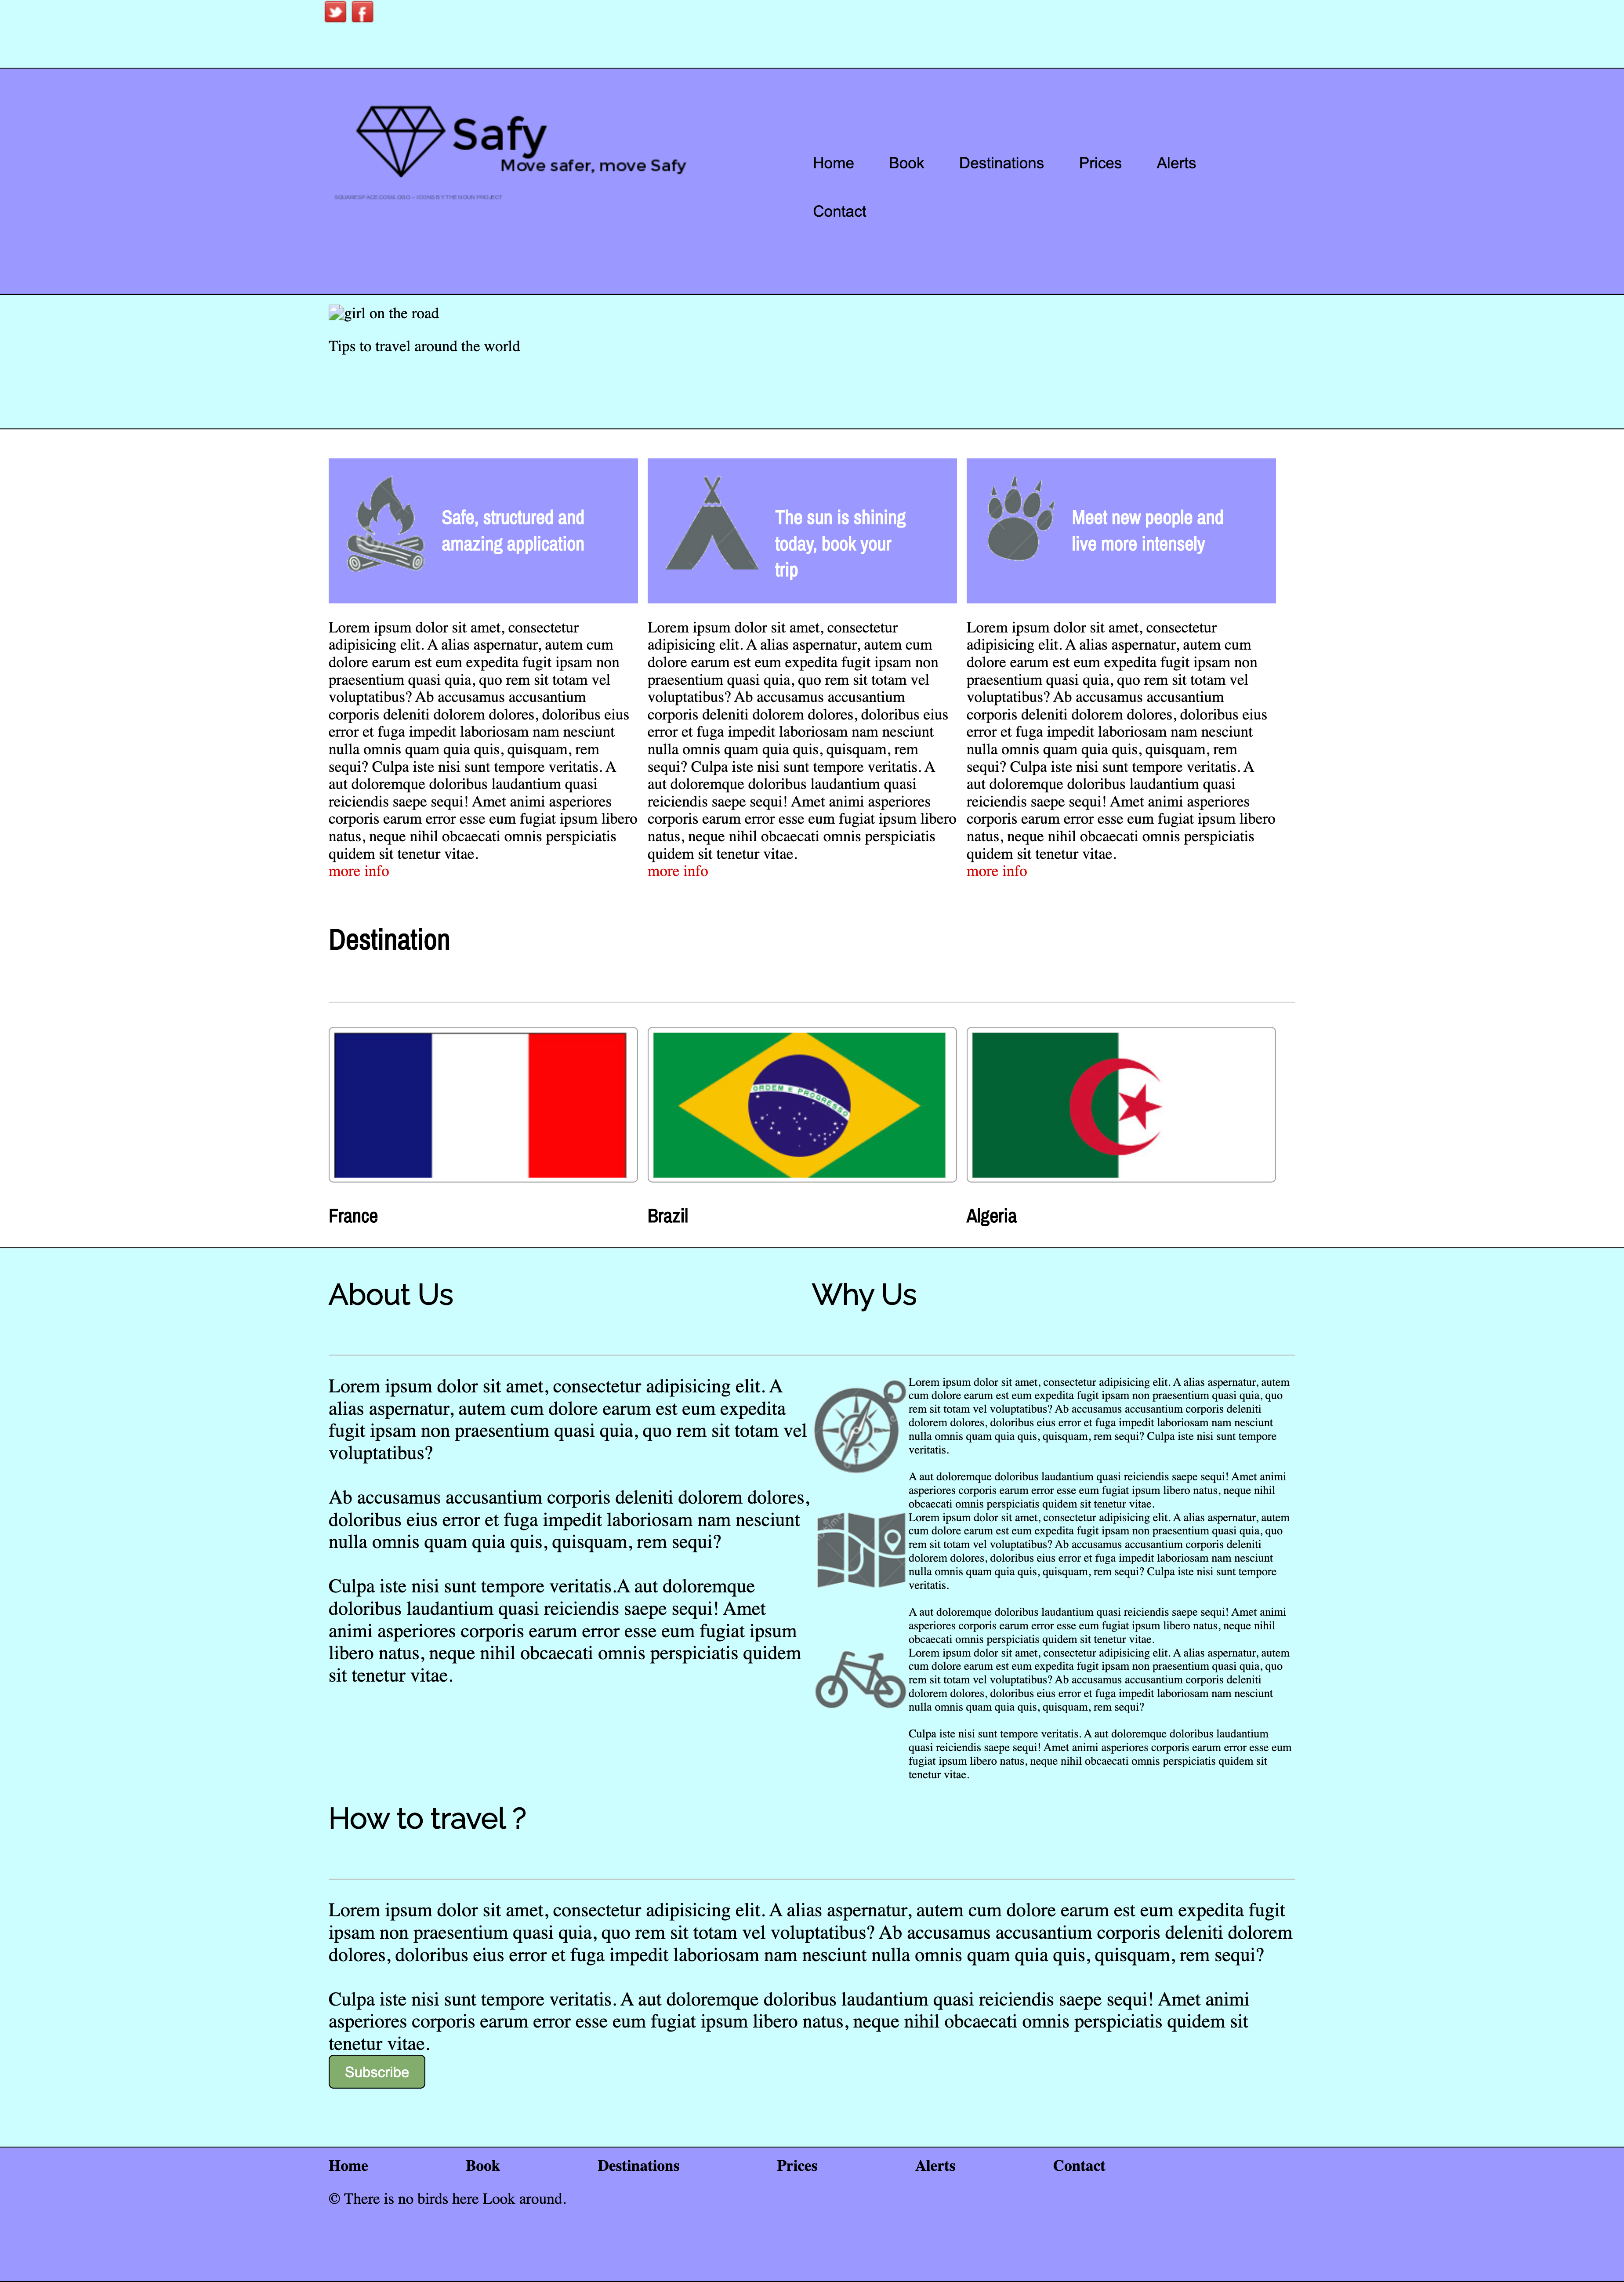 Safy
Move safer, move Safy
SQUARESPACE.COM/LOGO – ICONS BY THE NOUN PROJECT
Home Book Destinations Prices Alerts
Contact
girl on the road
Tips to travel around the world
Safe, structured and
amazing application
The sun is shining
today, book your
trip
Meet new people and
live more intensely
Lorem ipsum dolor sit amet, consectetur
adipisicing elit. A alias aspernatur, autem cum
dolore earum est eum expedita fugit ipsam non
praesentium quasi quia, quo rem sit totam vel
voluptatibus? Ab accusamus accusantium
corporis deleniti dolorem dolores, doloribus eius
error et fuga impedit laboriosam nam nesciunt
nulla omnis quam quia quis, quisquam, rem
sequi? Culpa iste nisi sunt tempore veritatis. A
aut doloremque doloribus laudantium quasi
reiciendis saepe sequi! Amet animi asperiores
corporis earum error esse eum fugiat ipsum libero
natus, neque nihil obcaecati omnis perspiciatis
quidem sit tenetur vitae.
more info
Lorem ipsum dolor sit amet, consectetur
adipisicing elit. A alias aspernatur, autem cum
dolore earum est eum expedita fugit ipsam non
praesentium quasi quia, quo rem sit totam vel
voluptatibus? Ab accusamus accusantium
corporis deleniti dolorem dolores, doloribus eius
error et fuga impedit laboriosam nam nesciunt
nulla omnis quam quia quis, quisquam, rem
sequi? Culpa iste nisi sunt tempore veritatis. A
aut doloremque doloribus laudantium quasi
reiciendis saepe sequi! Amet animi asperiores
corporis earum error esse eum fugiat ipsum libero
natus, neque nihil obcaecati omnis perspiciatis
quidem sit tenetur vitae.
more info
Lorem ipsum dolor sit amet, consectetur
adipisicing elit. A alias aspernatur, autem cum
dolore earum est eum expedita fugit ipsam non
praesentium quasi quia, quo rem sit totam vel
voluptatibus? Ab accusamus accusantium
corporis deleniti dolorem dolores, doloribus eius
error et fuga impedit laboriosam nam nesciunt
nulla omnis quam quia quis, quisquam, rem
sequi? Culpa iste nisi sunt tempore veritatis. A
aut doloremque doloribus laudantium quasi
reiciendis saepe sequi! Amet animi asperiores
corporis earum error esse eum fugiat ipsum libero
natus, neque nihil obcaecati omnis perspiciatis
quidem sit tenetur vitae.
more info
Destination
ORDEM E PROGRESSO
France
Brazil
Algeria
About Us
Lorem ipsum dolor sit amet, consectetur adipisicing elit. A
alias aspernatur, autem cum dolore earum est eum expedita
fugit ipsam non praesentium quasi quia, quo rem sit totam vel
voluptatibus?
Ab accusamus accusantium corporis deleniti dolorem dolores,
doloribus eius error et fuga impedit laboriosam nam nesciunt
nulla omnis quam quia quis, quisquam, rem sequi?
Culpa iste nisi sunt tempore veritatis.A aut doloremque
doloribus laudantium quasi reiciendis saepe sequi! Amet
animi asperiores corporis earum error esse eum fugiat ipsum
libero natus, neque nihil obcaecati omnis perspiciatis quidem
sit tenetur vitae.
Why Us
Lorem ipsum dolor sit amet, consectetur adipisicing elit. A alias aspernatur, autem
cum dolore earum est eum expedita fugit ipsam non praesentium quasi quia, quo
rem sit totam vel voluptatibus? Ab accusamus accusantium corporis deleniti
dolorem dolores, doloribus eius error et fuga impedit laboriosam nam nesciunt
nulla omnis quam quia quis, quisquam, rem sequi? Culpa iste nisi sunt tempore
veritatis.
A aut doloremque doloribus laudantium quasi reiciendis saepe sequi! Amet animi
asperiores corporis earum error esse eum fugiat ipsum libero natus, neque nihil
obcaecati omnis perspiciatis quidem sit tenetur vitae.
Lorem ipsum dolor sit amet, consectetur adipisicing elit. A alias aspernatur, autem
cum dolore earum est eum expedita fugit ipsam non praesentium quasi quia, quo
rem sit totam vel voluptatibus? Ab accusamus accusantium corporis deleniti
dolorem dolores, doloribus eius error et fuga impedit laboriosam nam nesciunt
nulla omnis quam quia quis, quisquam, rem sequi? Culpa iste nisi sunt tempore
veritatis.
A aut doloremque doloribus laudantium quasi reiciendis saepe sequi! Amet animi
asperiores corporis earum error esse eum fugiat ipsum libero natus, neque nihil
obcaecati omnis perspiciatis quidem sit tenetur vitae.
Lorem ipsum dolor sit amet, consectetur adipisicing elit. A alias aspernatur, autem
cum dolore earum est eum expedita fugit ipsam non praesentium quasi quia, quo
rem sit totam vel voluptatibus? Ab accusamus accusantium corporis deleniti
dolorem dolores, doloribus eius error et fuga impedit laboriosam nam nesciunt
nulla omnis quam quia quis, quisquam, rem sequi?
Culpa iste nisi sunt tempore veritatis. A aut doloremque doloribus laudantium
quasi reiciendis saepe sequi! Amet animi asperiores corporis earum error esse eum
fugiat ipsum libero natus, neque nihil obcaecati omnis perspiciatis quidem sit
tenetur vitae.
How to travel ?
Lorem ipsum dolor sit amet, consectetur adipisicing elit. A alias aspernatur, autem cum dolore earum est eum expedita fugit
ipsam non praesentium quasi quia, quo rem sit totam vel voluptatibus? Ab accusamus accusantium corporis deleniti dolorem
dolores, doloribus eius error et fuga impedit laboriosam nam nesciunt nulla omnis quam quia quis, quisquam, rem sequi?
Culpa iste nisi sunt tempore veritatis. A aut doloremque doloribus laudantium quasi reiciendis saepe sequi! Amet animi
asperiores corporis earum error esse eum fugiat ipsum libero natus, neque nihil obcaecati omnis perspiciatis quidem sit
tenetur vitae.
Subscribe
Home Book Destinations Prices Alerts Contact
© There is no birds here Look around.